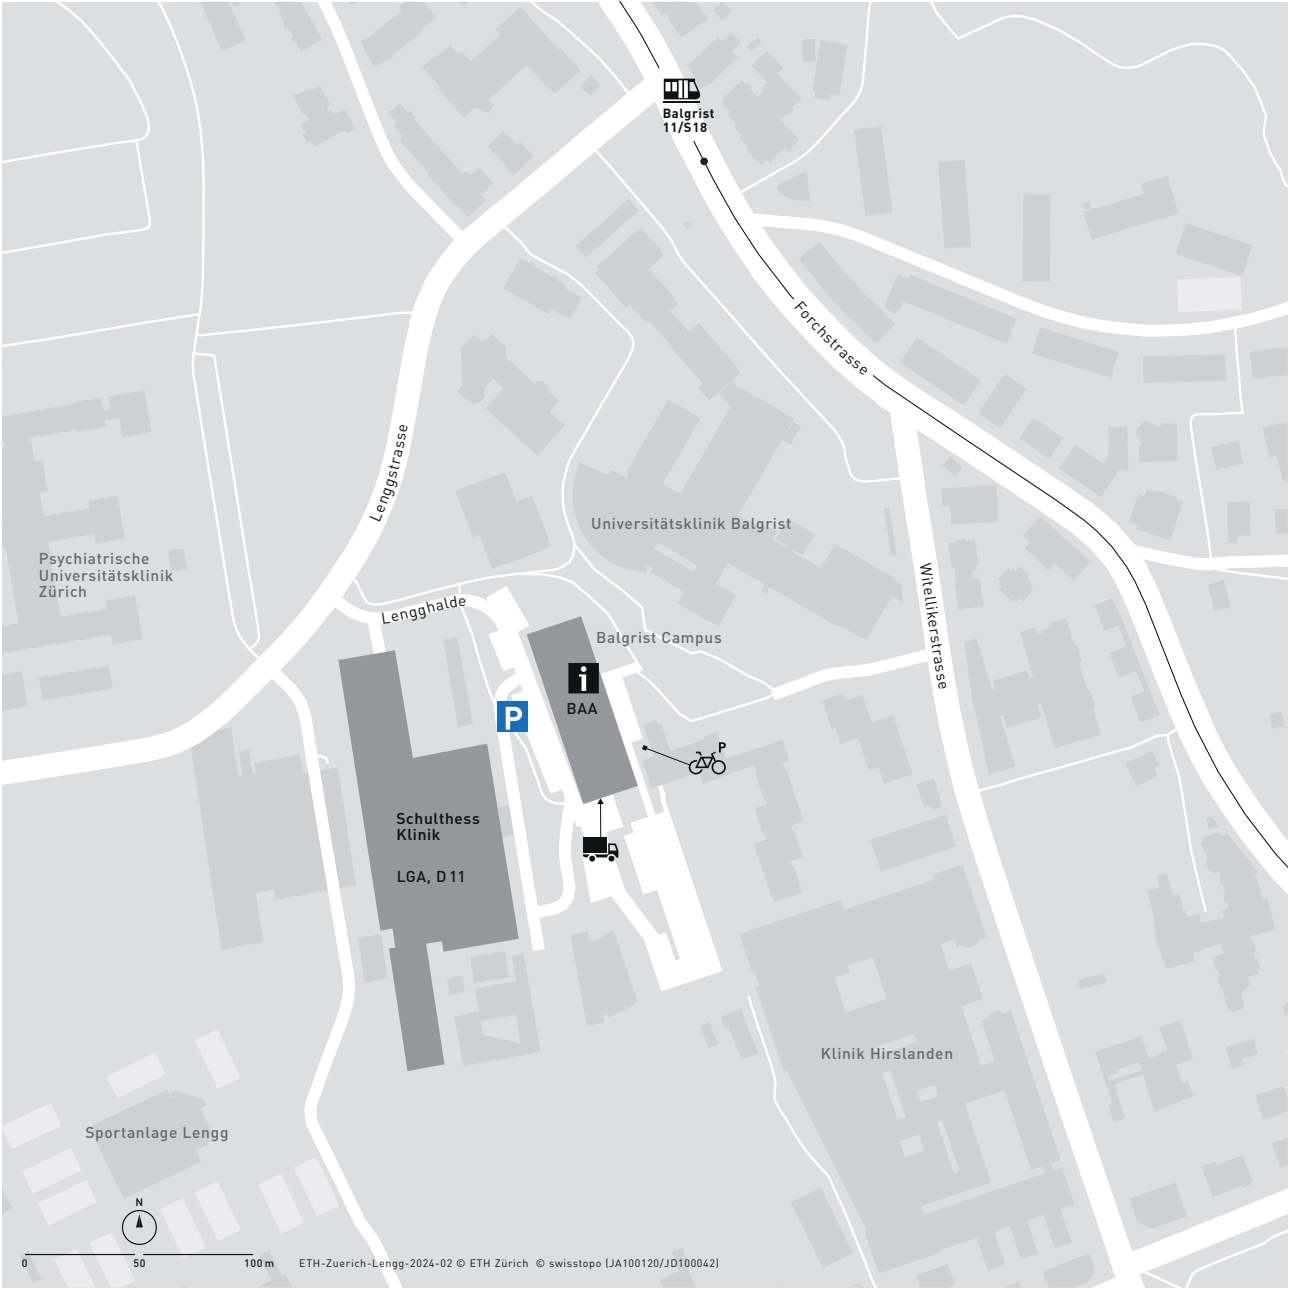 Balgrist
11/S18
Forchstrasse
Lenggstrasse
Universitätsklinik Balgrist
Psychiatrische
Universitätsklinik
Zürich
Witellikerstrasse
Lengghalde
Balgrist Campus
i
BAA
P
P
Schulthess
Klinik
LGA, D 11
Klinik Hirslanden
Sportanlage Lengg
N
0 50 100 m
ETH-Zuerich-Lengg-2024-02 © ETH Zürich © swisstopo (JA100120/JD100042)